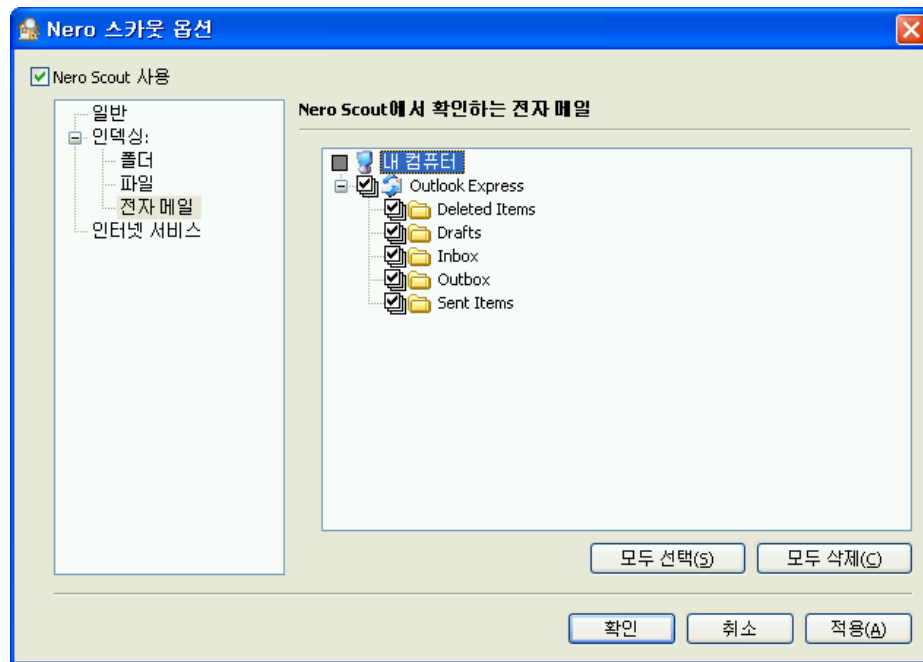 Nero 스카웃 옵션
Nero Scout 사용
일반
인덱싱:
폴더
파일
전자 메일
인터넷 서비스
Nero Scout에서 확인하는 전자 메일
내 컴퓨터
Outlook Express
Deleted Items
Drafts
Inbox
Outbox
Sent Items
모두 선택(S)
모두 삭제(C)
확인
취소
적용(A)